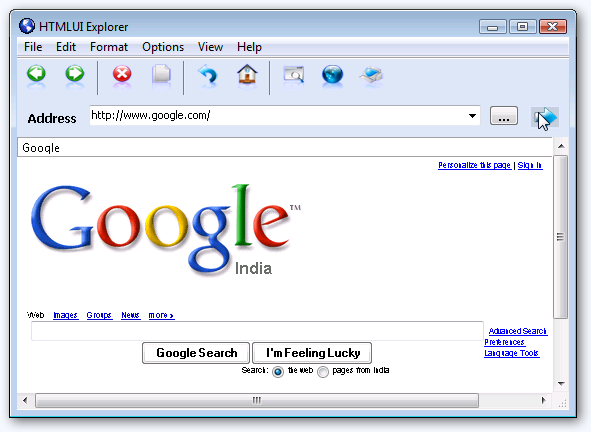 HTMLUI Explorer
File Edit Format Options View Help
Address http://www.google.com/ ...
Google
Personalize this page | Sign In
Google™
India
Web Images Groups News more »
Advanced Search
Preferences
Language Tools
Google Search I'm Feeling Lucky
Search: the web pages from India